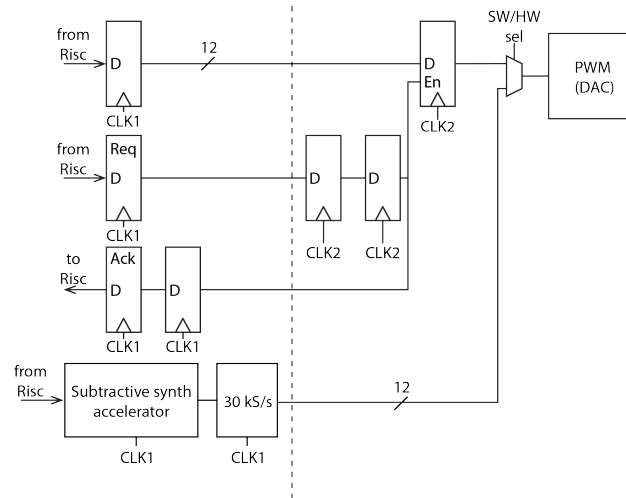 SW/HW
sel
from
Risc
D
CLK1
12
D
En
CLK2
PWM
(DAC)
from
Risc
Req
D
CLK1
D
CLK2
D
CLK2
to
Risc
Ack
D
CLK1
D
CLK1
from
Risc
Subtractive synth
accelerator
CLK1
30 kS/s
CLK1
12